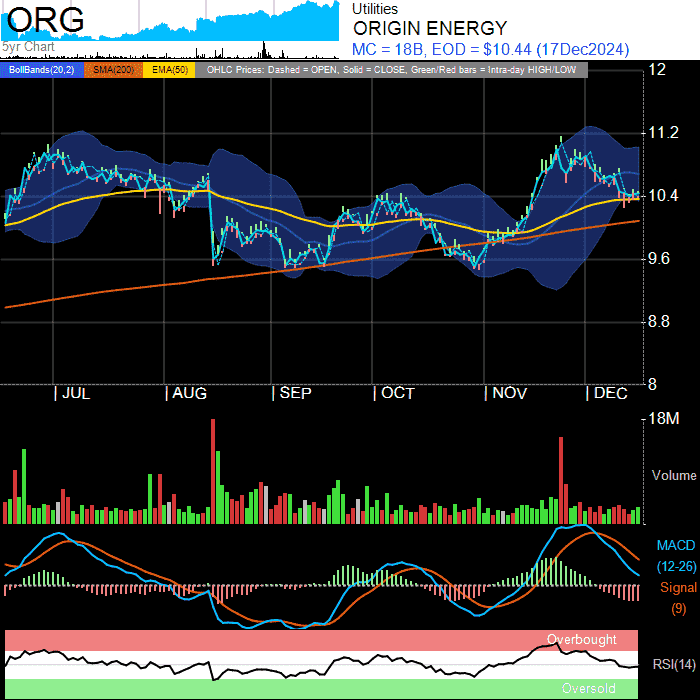 ORG
5yr Chart
Utilities
ORIGIN ENERGY
MC = 18B, EOD = $10.44 (17Dec2024)
BollBands(20,2) SMA(200) EMA(50) OHLC Prices: Dashed = OPEN, Solid = CLOSE, Green/Red bars = Intra-day HIGH/LOW
12
11.2
10.4
9.6
8.8
8
| JUL | AUG | SEP | OCT | NOV | DEC
18M
Volume
MACD
(12-26)
Signal
(9)
Overbought
RSI(14)
Oversold